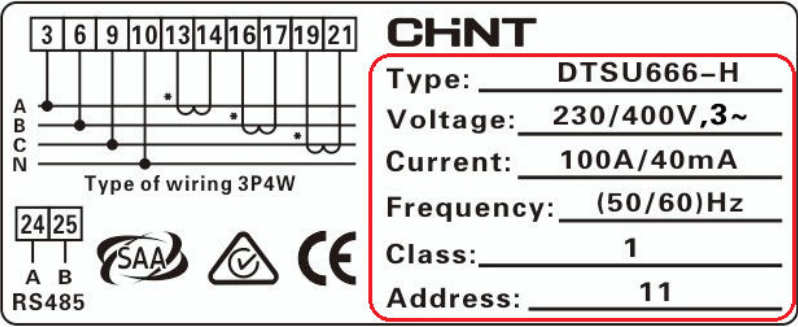 3 6 9 10 13 14 16 17 19 21
A
B
C
N
* * *
Type of wiring 3P4W
24 25
A B
RS485
SAA
CE
CHiNT
Type: DTSU666-H
Voltage: 230/400V,3~
Current: 100A/40mA
Frequency: (50/60)Hz
Class: 1
Address: 11